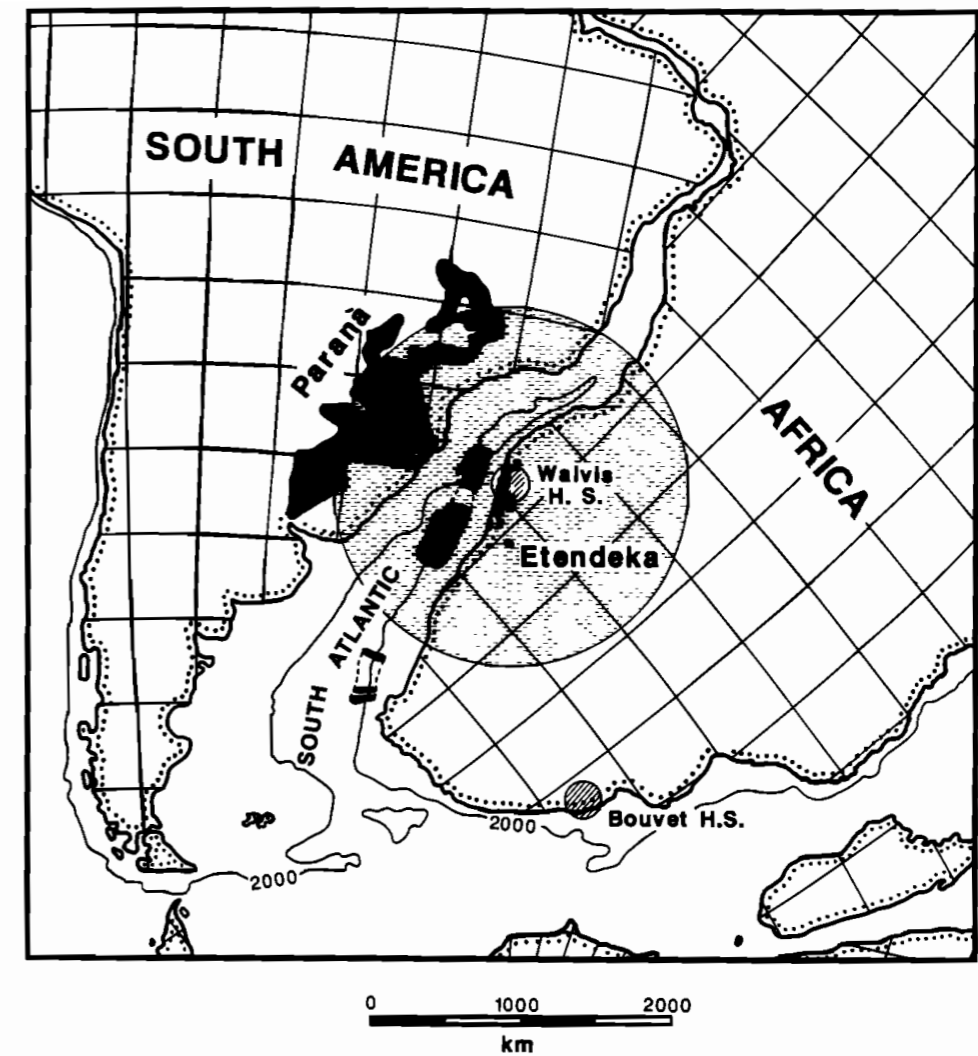 SOUTH AMERICA
Paranà
AFRICA
Walvis
H. S.
Etendeka
SOUTH ATLANTIC
Bouvet H.S.
2000
2000
0 1000 2000
km